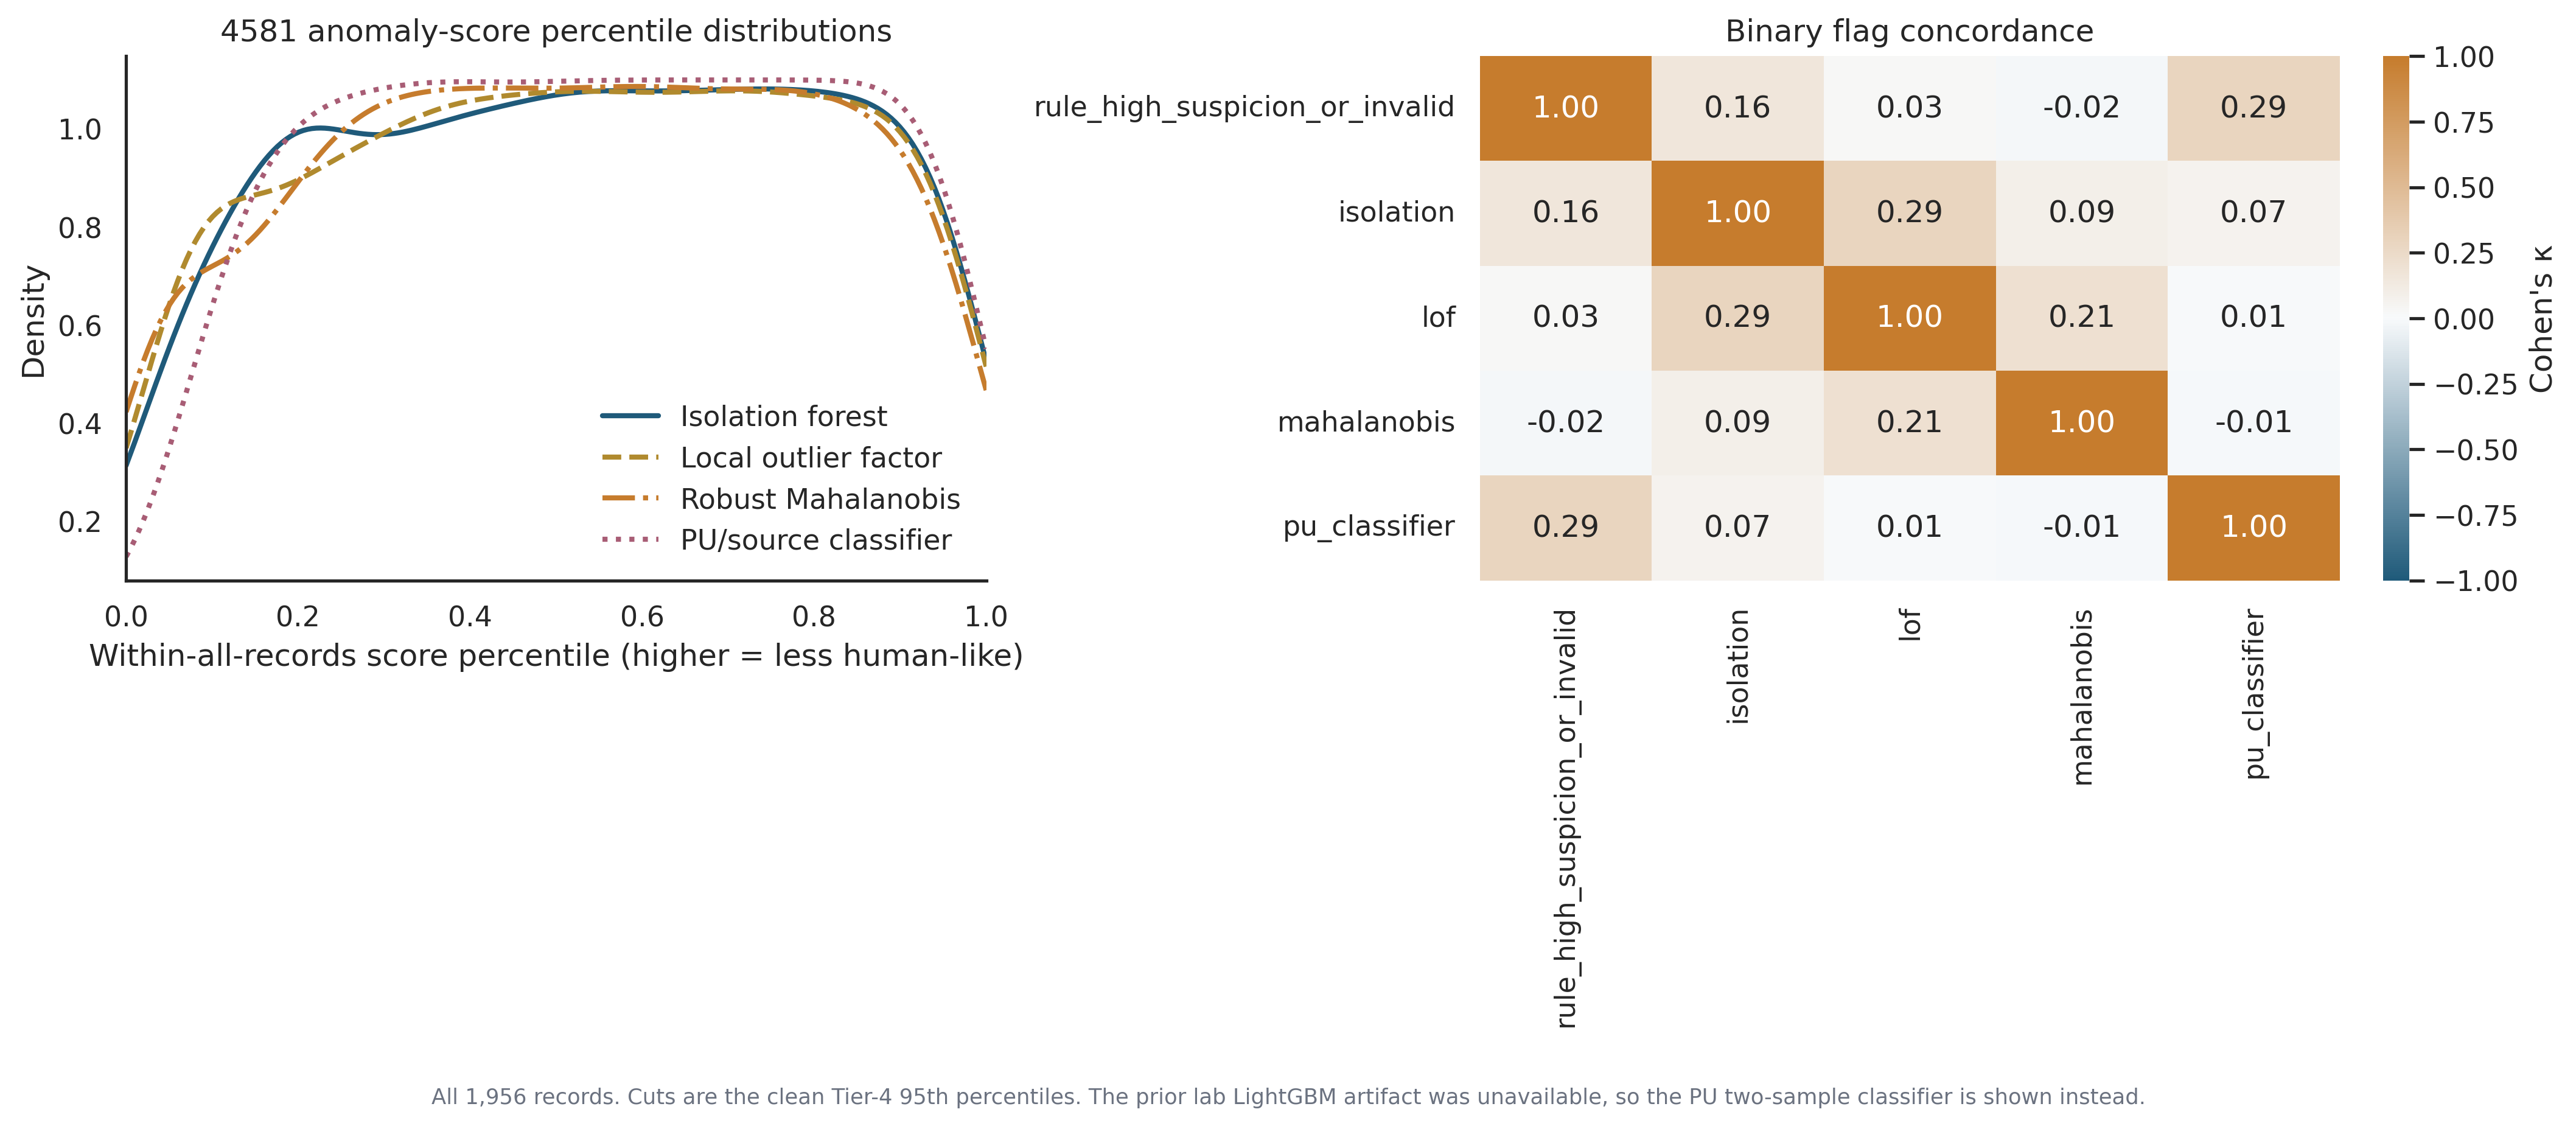 4581 anomaly-score percentile distributions
Density
1.0
0.8
0.6
0.4
0.2
0.0 0.2 0.4 0.6 0.8 1.0
Within-all-records score percentile (higher = less human-like)
Isolation forest
Local outlier factor
Robust Mahalanobis
PU/source classifier
Binary flag concordance
rule_high_suspicion_or_invalid 1.00 0.16 0.03 -0.02 0.29
isolation 0.16 1.00 0.29 0.09 0.07
lof 0.03 0.29 1.00 0.21 0.01
mahalanobis -0.02 0.09 0.21 1.00 -0.01
pu_classifier 0.29 0.07 0.01 -0.01 1.00
rule_high_suspicion_or_invalid
isolation
lof
mahalanobis
pu_classifier
1.00
0.75
0.50
0.25
0.00
−0.25
−0.50
−0.75
−1.00
Cohen's κ
All 1,956 records. Cuts are the clean Tier-4 95th percentiles. The prior lab LightGBM artifact was unavailable, so the PU two-sample classifier is shown instead.